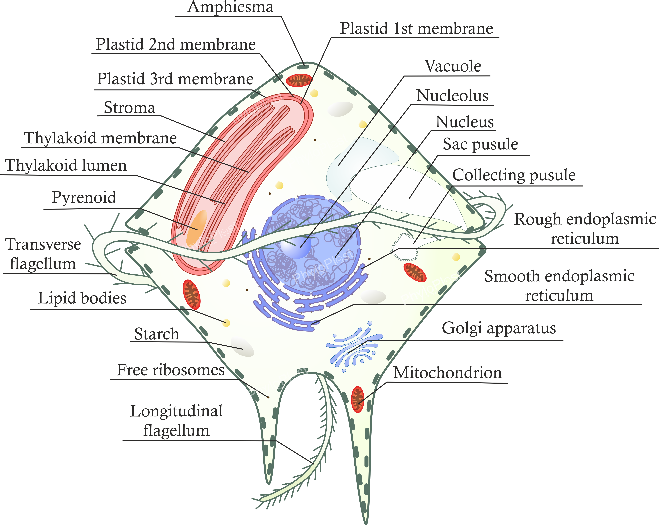 Amphiesma
Plastid 1st membrane
Plastid 2nd membrane
Vacuole
Plastid 3rd membrane
Nucleolus
Stroma
Nucleus
Thylakoid membrane
Sac pusule
Thylakoid lumen
Collecting pusule
Pyrenoid
Rough endoplasmic
reticulum
Transverse
flagellum
Smooth endoplasmic
reticulum
Lipid bodies
Golgi apparatus
Starch
Free ribosomes
Mitochondrion
Longitudinal
flagellum